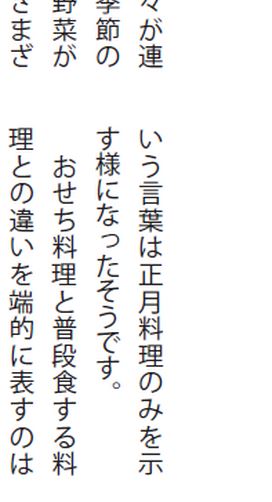 々が連
季節の
野菜が
さまざ
いう言葉は正月料理のみを示
す様になったそうです。
おせち料理と普段食する料
理との違いを端的に表すのは